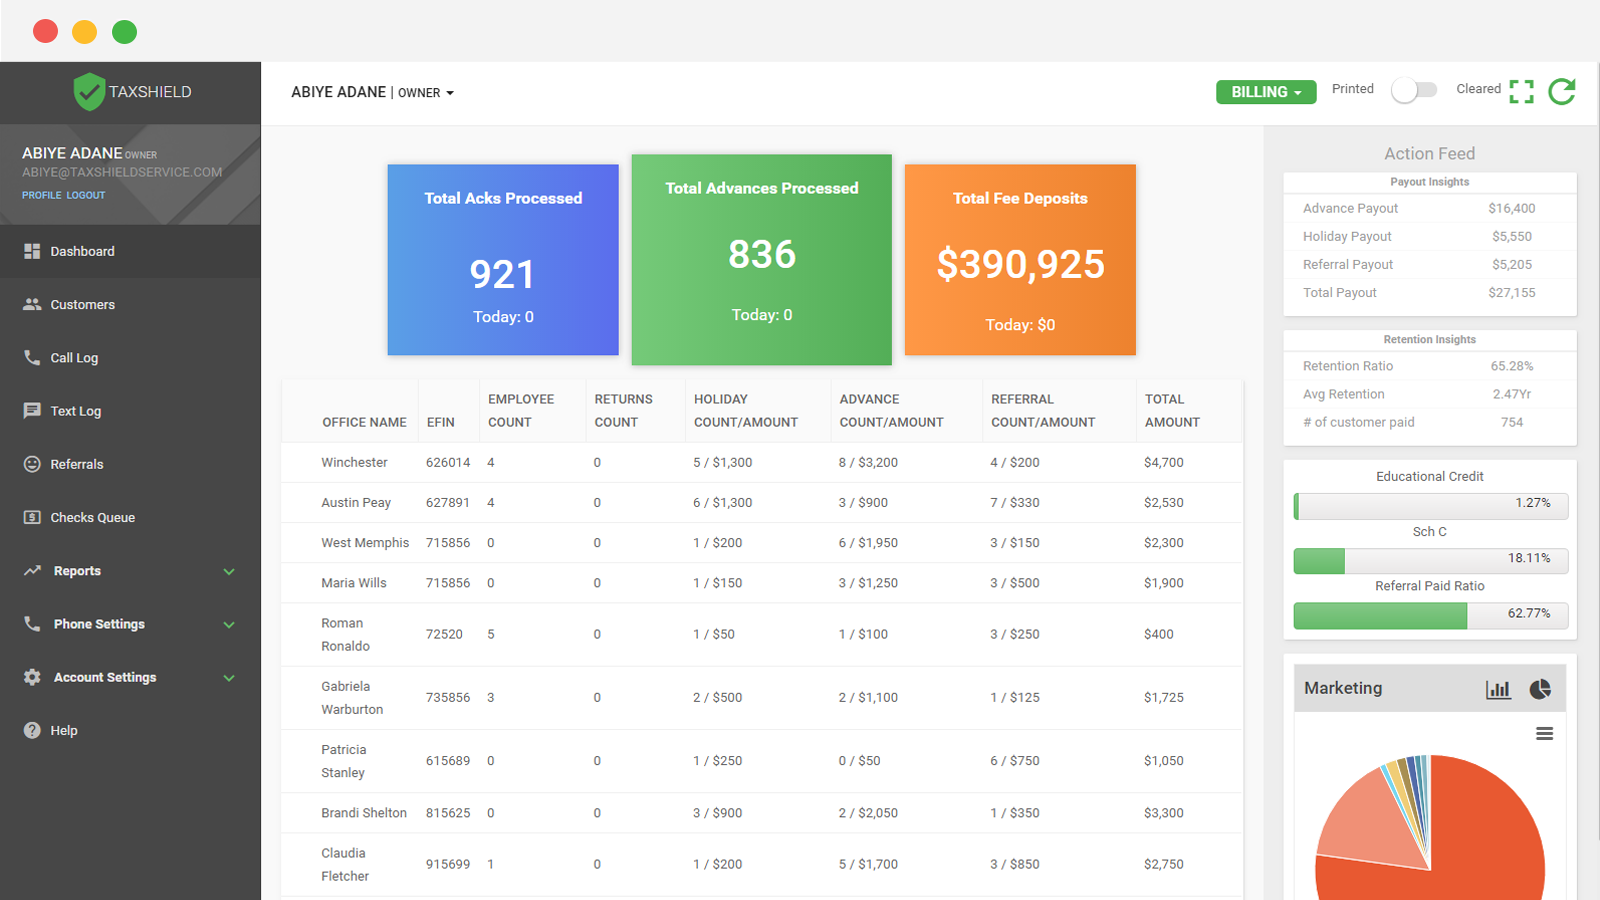 TAXSHIELD
ABIYE ADANE OWNER
ABIYE@TAXSHIELDSERVICE.COM
PROFILE LOGOUT
Dashboard
Customers
Call Log
Text Log
Referrals
Checks Queue
Reports
Phone Settings
Account Settings
Help
ABIYE ADANE | OWNER
BILLING
Printed
Cleared
Total Acks Processed
921
Today: 0
Total Advances Processed
836
Today: 0
Total Fee Deposits
$390,925
Today: $0
OFFICE NAME EFIN EMPLOYEE COUNT RETURNS COUNT HOLIDAY COUNT/AMOUNT ADVANCE COUNT/AMOUNT REFERRAL COUNT/AMOUNT TOTAL AMOUNT
Winchester 626014 4 0 5 / $1,300 8 / $3,200 4 / $200 $4,700
Austin Peay 627891 4 0 6 / $1,300 3 / $900 7 / $330 $2,530
West Memphis 715856 0 0 1 / $200 6 / $1,950 3 / $150 $2,300
Maria Wills 715856 0 0 1 / $150 3 / $1,250 3 / $500 $1,900
Roman Ronaldo 72520 5 0 1 / $50 1 / $100 3 / $250 $400
Gabriela Warburton 735856 3 0 2 / $500 2 / $1,100 1 / $125 $1,725
Patricia Stanley 615689 0 0 1 / $250 0 / $50 6 / $750 $1,050
Brandi Shelton 815625 0 0 3 / $900 2 / $2,050 1 / $350 $3,300
Claudia Fletcher 915699 1 0 1 / $200 5 / $1,700 3 / $850 $2,750
Action Feed
Payout Insights
Advance Payout $16,400
Holiday Payout $5,550
Referral Payout $5,205
Total Payout $27,155
Retention Insights
Retention Ratio 65.28%
Avg Retention 2.47Yr
# of customer paid 754
Educational Credit
1.27%
Sch C
18.11%
Referral Paid Ratio
62.77%
Marketing